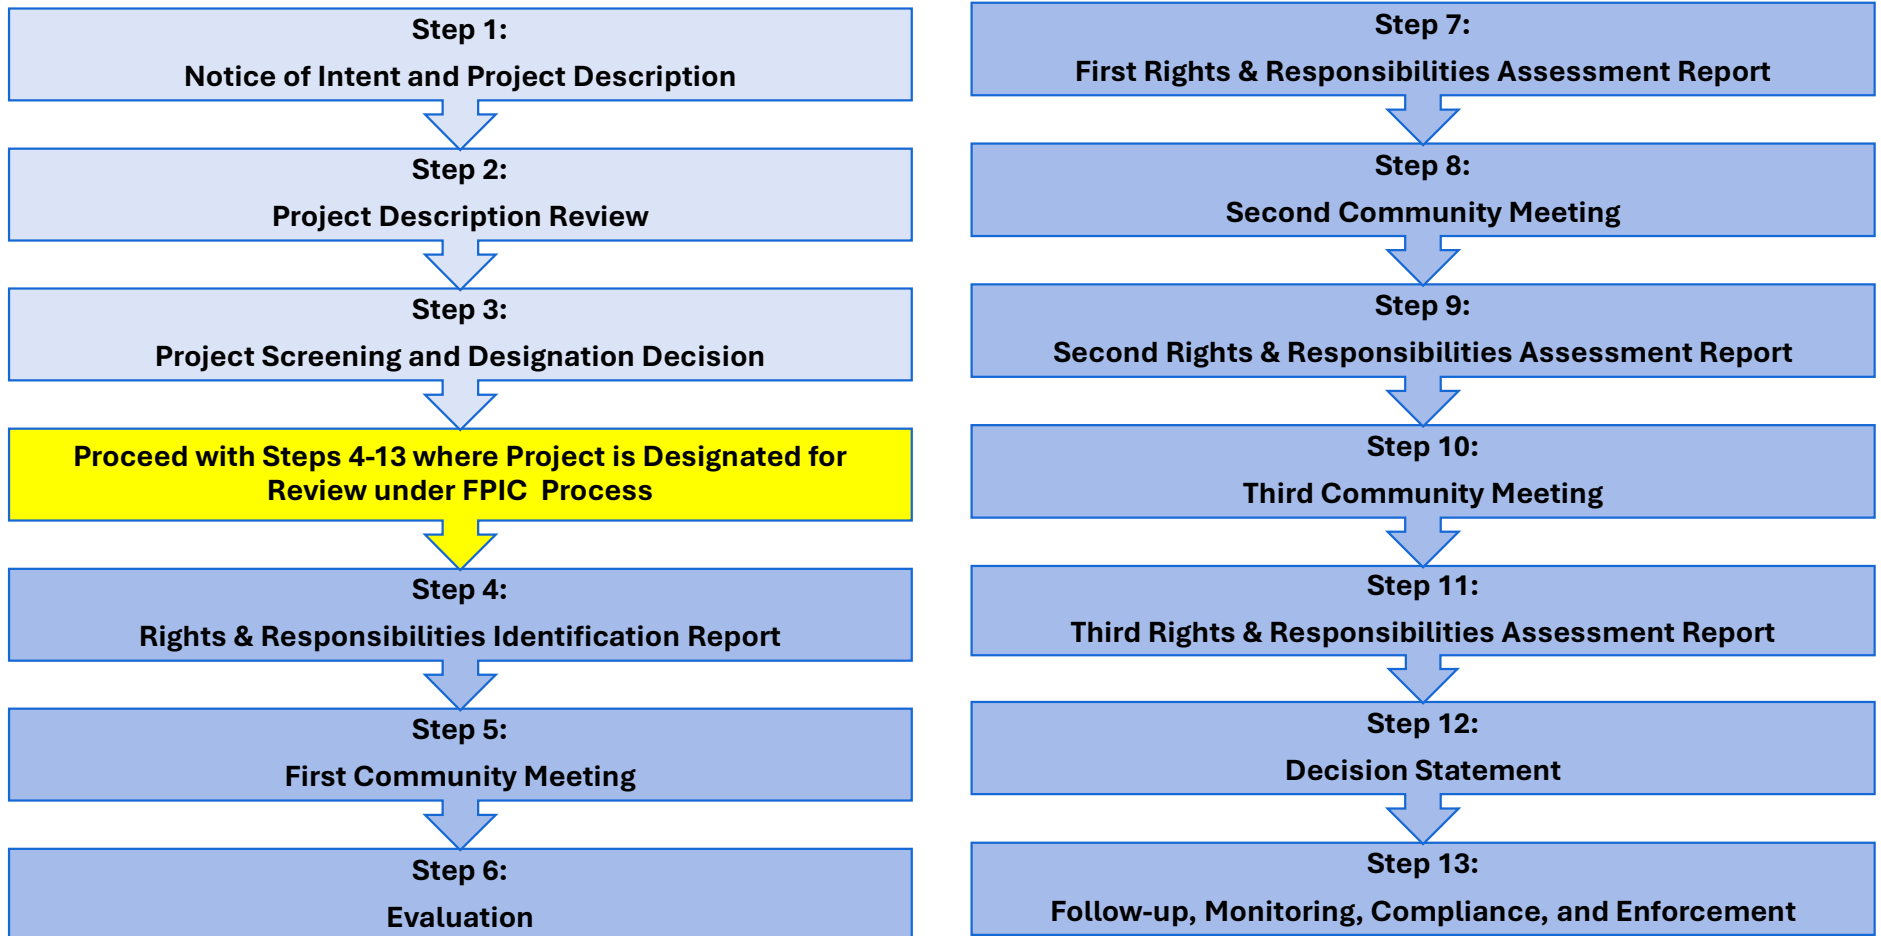 Step 1:
Notice of Intent and Project Description
Step 2:
Project Description Review
Step 3:
Project Screening and Designation Decision
Proceed with Steps 4-13 where Project is Designated for
Review under FPIC Process
Step 4:
Rights & Responsibilities Identification Report
Step 5:
First Community Meeting
Step 6:
Evaluation
Step 7:
First Rights & Responsibilities Assessment Report
Step 8:
Second Community Meeting
Step 9:
Second Rights & Responsibilities Assessment Report
Step 10:
Third Community Meeting
Step 11:
Third Rights & Responsibilities Assessment Report
Step 12:
Decision Statement
Step 13:
Follow-up, Monitoring, Compliance, and Enforcement